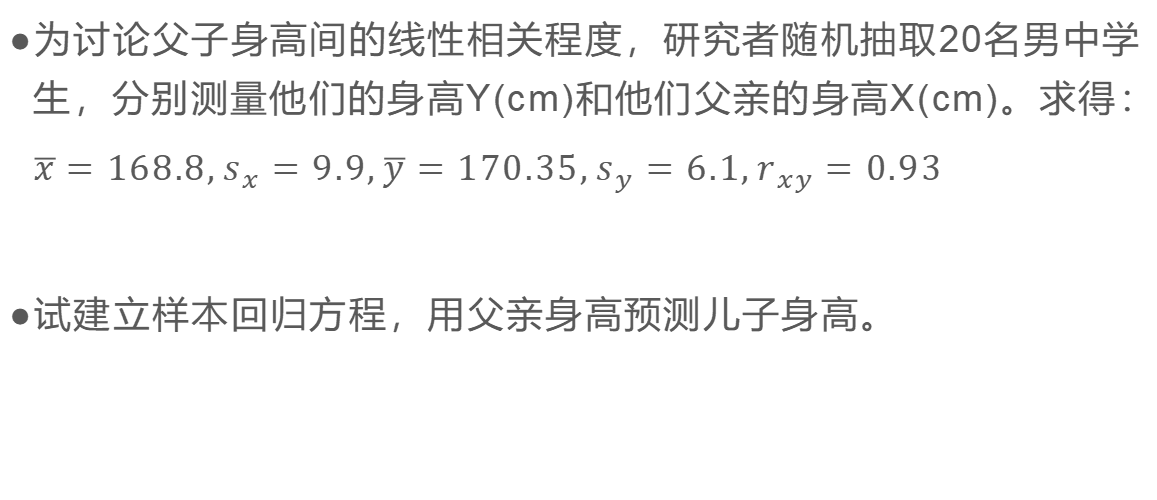 ●为讨论父子身高间的线性相关程度，研究者随机抽取20名男中学
生，分别测量他们的身高Y(cm)和他们父亲的身高X(cm)。求得：
x̅ = 168.8, sₓ = 9.9, y̅ = 170.35, s_y = 6.1, r_xy = 0.93
●试建立样本回归方程，用父亲身高预测儿子身高。